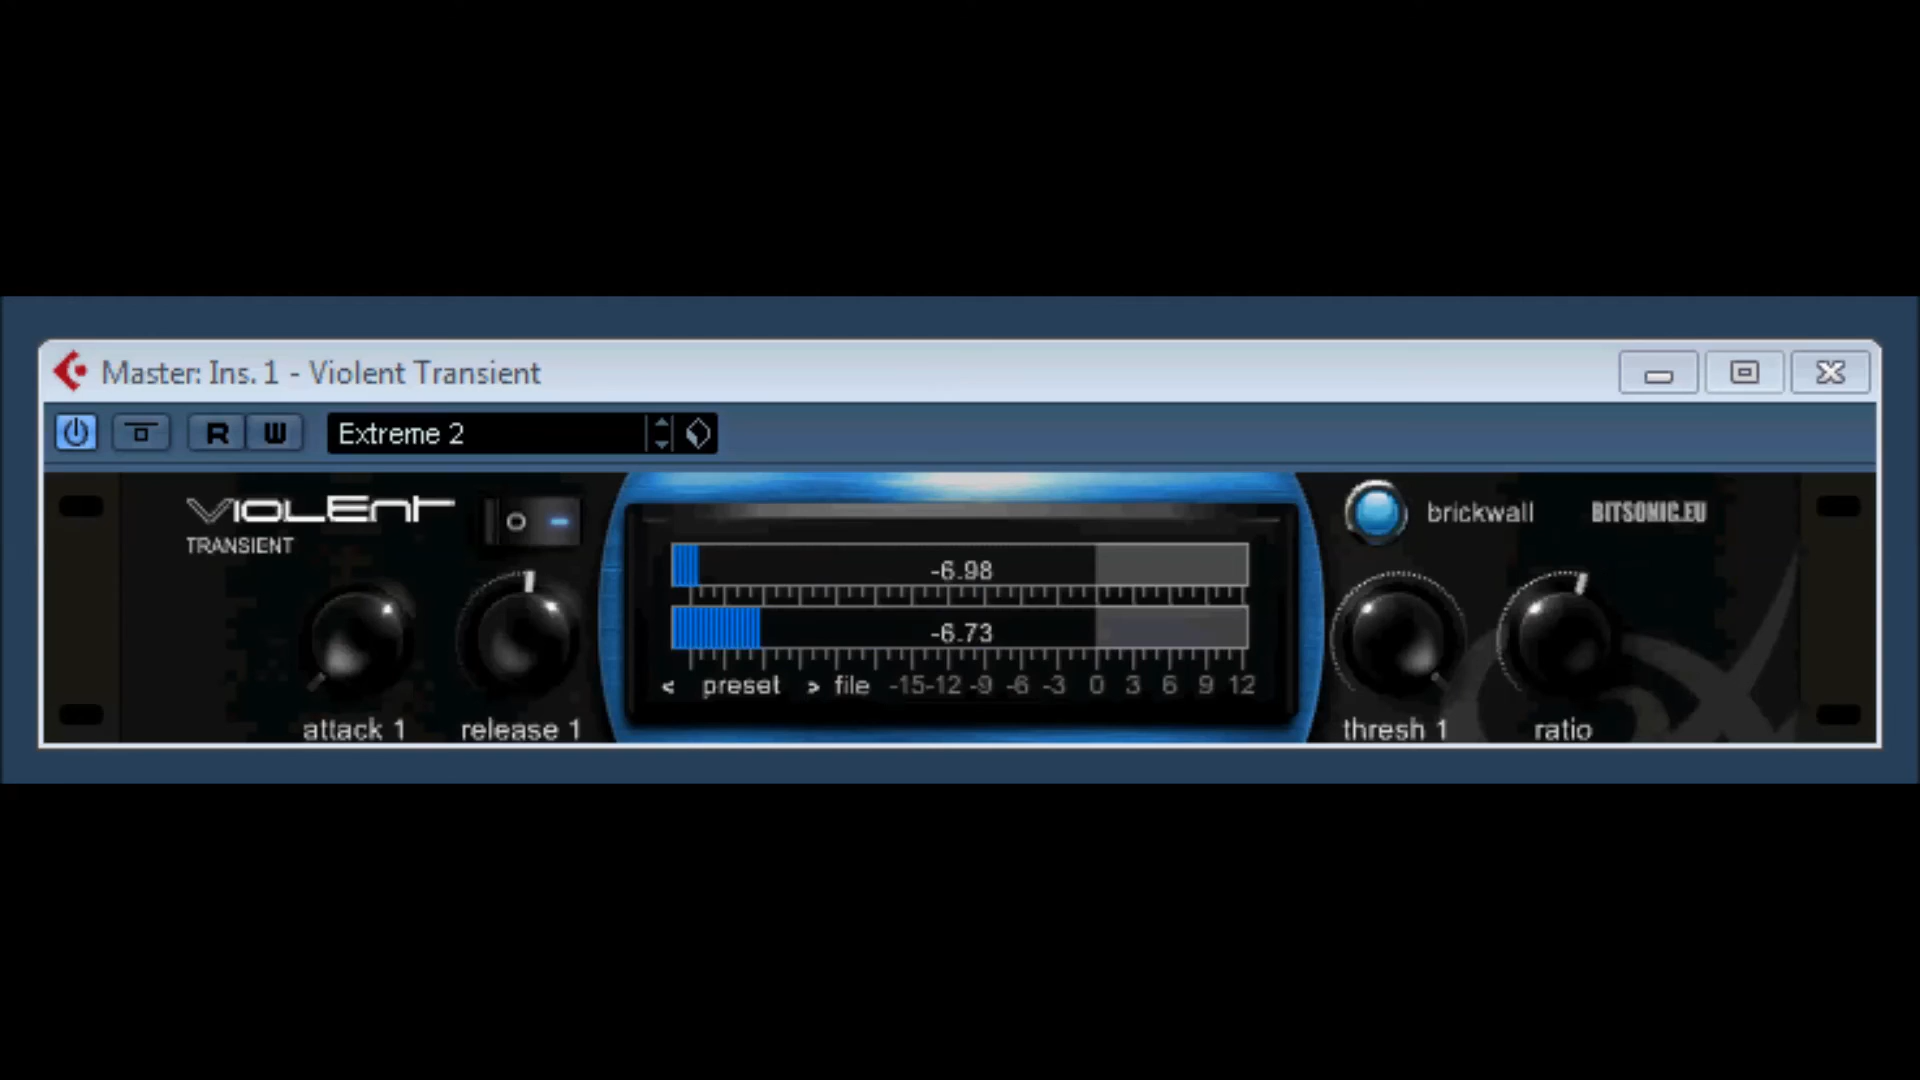 Master: Ins. 1 - Violent Transient
R W Extreme 2
VIOLEnT
TRANSIENT
brickwall
BITSONIC.EU
-6.98
-6.73
< preset > file -15 -12 -9 -6 -3 0 3 6 9 12
attack 1 release 1 thresh 1 ratio